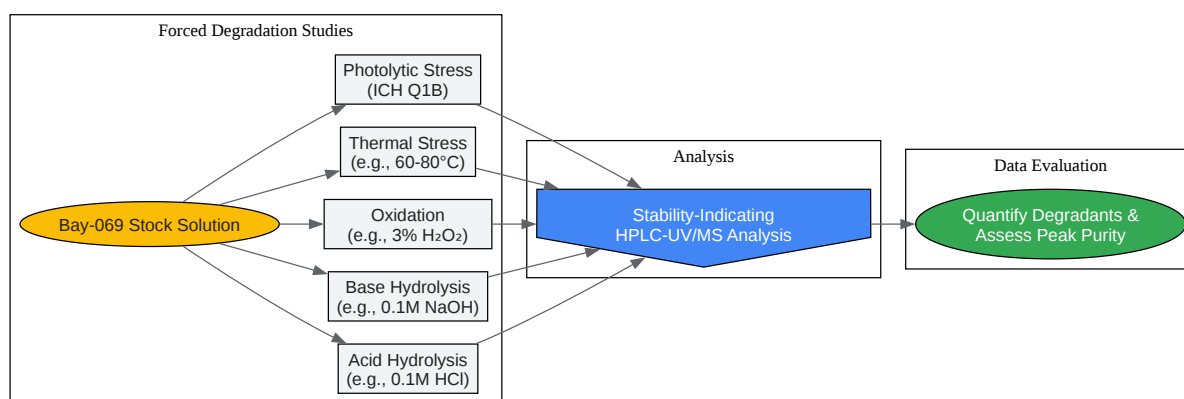 Forced Degradation Studies
Photolytic Stress
(ICH Q1B)
Thermal Stress
(e.g., 60-80°C)
Bay-069 Stock Solution
Oxidation
(e.g., 3% H₂O₂)
Base Hydrolysis
(e.g., 0.1M NaOH)
Acid Hydrolysis
(e.g., 0.1M HCl)
Analysis
Stability-Indicating
HPLC-UV/MS Analysis
Data Evaluation
Quantify Degradants &
Assess Peak Purity